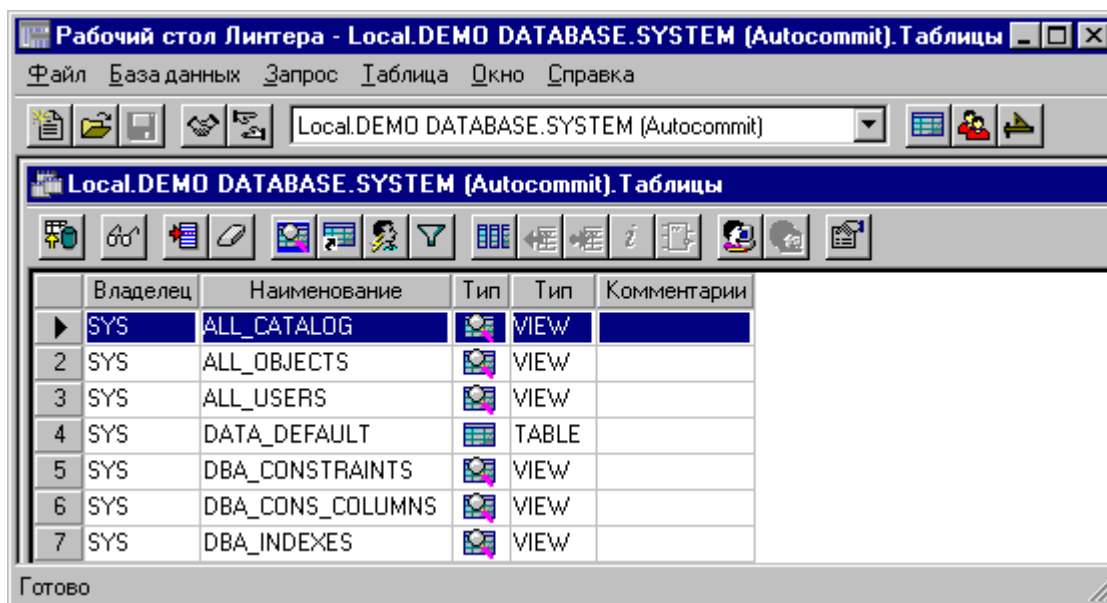 Рабочий стол Линтера - Local.DEMO DATABASE.SYSTEM (Autocommit).Таблицы
Файл База данных Запрос Таблица Окно Справка
Local.DEMO DATABASE.SYSTEM (Autocommit)
Local.DEMO DATABASE.SYSTEM (Autocommit).Таблицы
Владелец Наименование Тип Тип Комментарии
SYS ALL_CATALOG VIEW
2 SYS ALL_OBJECTS VIEW
3 SYS ALL_USERS VIEW
4 SYS DATA_DEFAULT TABLE
5 SYS DBA_CONSTRAINTS VIEW
6 SYS DBA_CONS_COLUMNS VIEW
7 SYS DBA_INDEXES VIEW
Готово